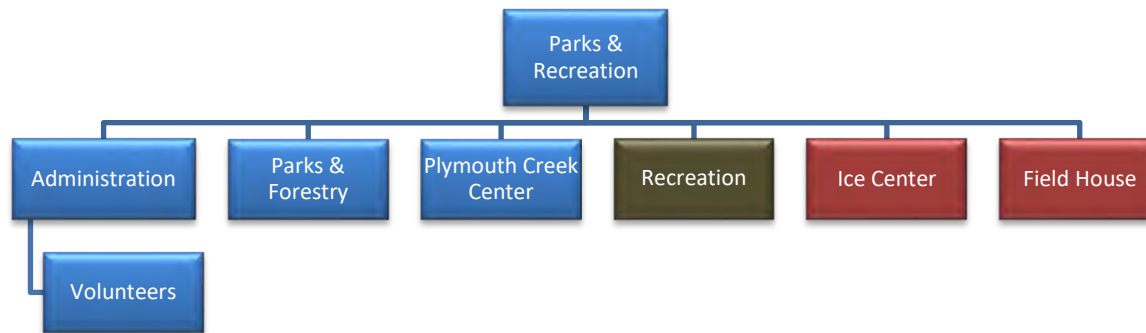 Parks &
Recreation
Administration
Parks &
Forestry
Plymouth Creek
Center
Recreation
Ice Center
Field House
Volunteers